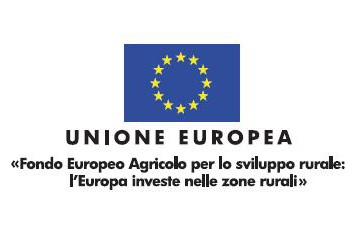 UNIONE EUROPEA
«Fondo Europeo Agricolo per lo sviluppo rurale:
l'Europa investe nelle zone rurali»